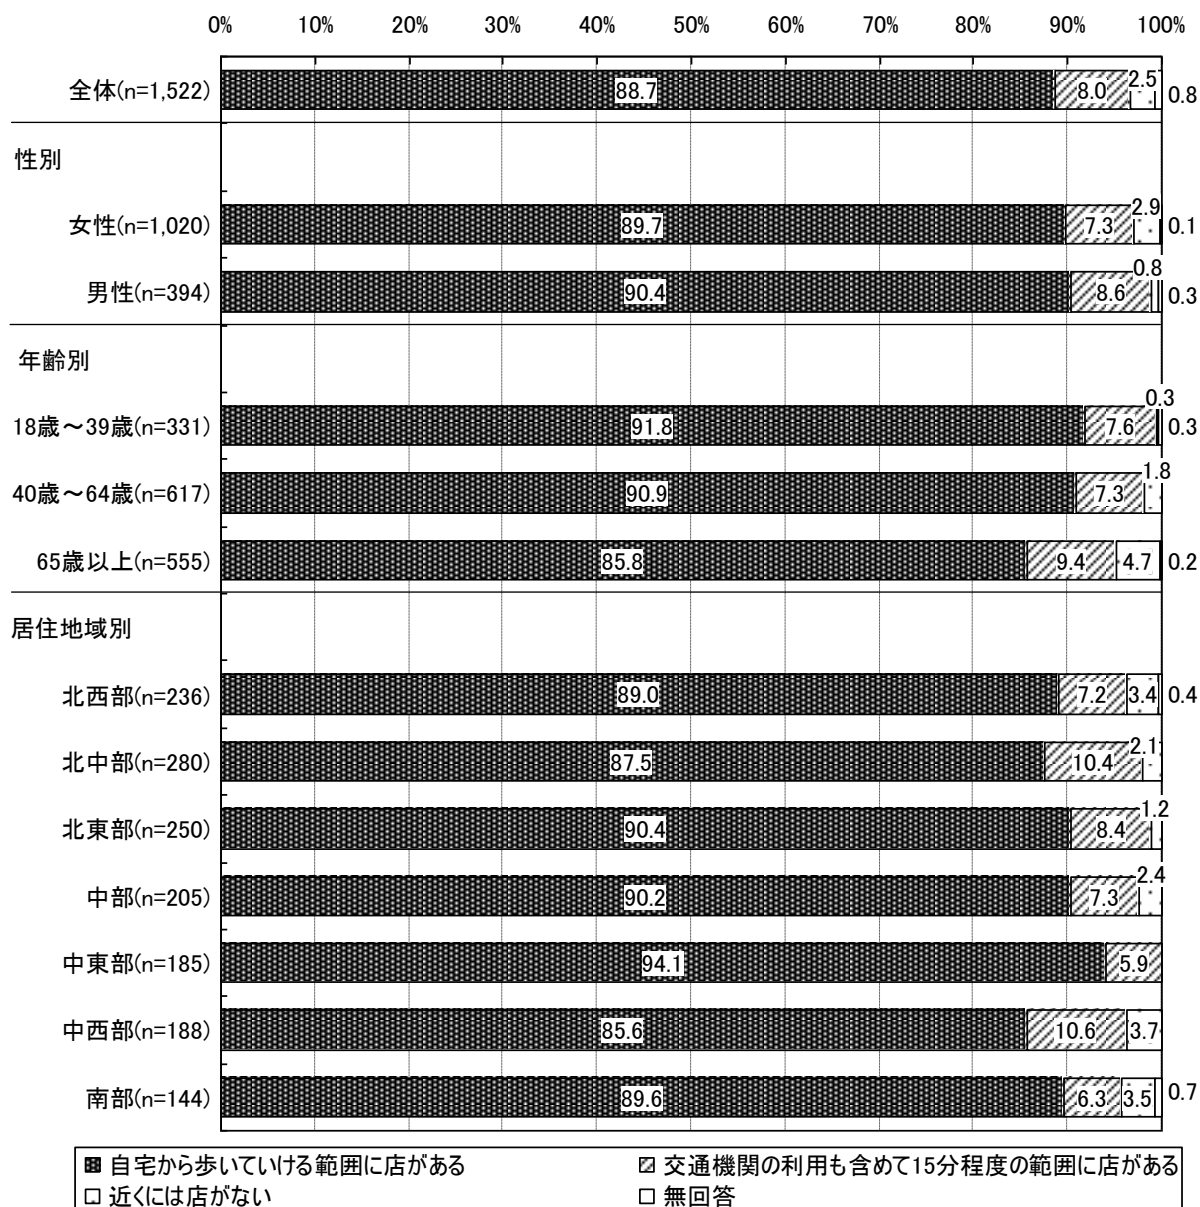 0% 10% 20% 30% 40% 50% 60% 70% 80% 90% 100%
全体(n=1,522) 88.7 8.0 2.5 0.8
性別
女性(n=1,020) 89.7 7.3 2.9 0.1
男性(n=394) 90.4 8.6 0.8 0.3
年齢別
18歳～39歳(n=331) 91.8 7.6 0.3 0.3
40歳～64歳(n=617) 90.9 7.3 1.8
65歳以上(n=555) 85.8 9.4 4.7 0.2
居住地域別
北西部(n=236) 89.0 7.2 3.4 0.4
北中部(n=280) 87.5 10.4 2.1
北東部(n=250) 90.4 8.4 1.2
中部(n=205) 90.2 7.3 2.4
中東部(n=185) 94.1 5.9
中西部(n=188) 85.6 10.6 3.7
南部(n=144) 89.6 6.3 3.5 0.7
自宅から歩いていける範囲に店がある 交通機関の利用も含めて15分程度の範囲に店がある
近くには店がない 無回答